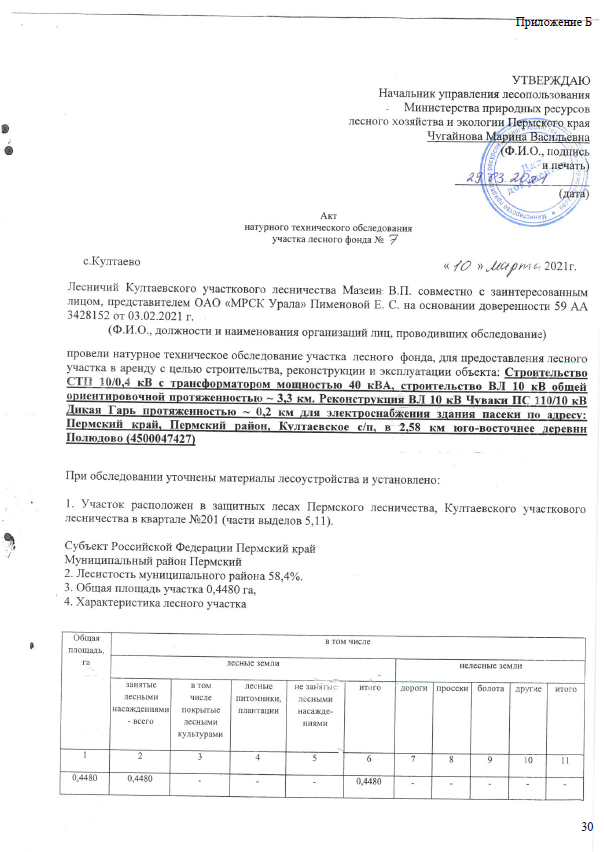 Приложение Б
УТВЕРЖДАЮ
Начальник управления лесопользования
Министерства природных ресурсов
лесного хозяйства и экологии Пермского края
Чугайнова Марина Васильевна
(Ф.И.О., подпись
и печать)
29.03.2021
(дата)
Акт
натурного технического обследования
участка лесного фонда № 7
с.Култаево «10» марта 2021г.
Лесничий Култаевского участкового лесничества Мазеин В.П. совместно с заинтересованным
лицом, представителем ОАО «МРСК Урала» Пименовой Е. С. на основании доверенности 59 АА
3428152 от 03.02.2021 г.
(Ф.И.О., должности и наименования организаций лиц, проводивших обследование)
провели натурное техническое обследование участка лесного фонда, для предоставления лесного
участка в аренду с целью строительства, реконструкции и эксплуатации объекта: Строительство
СТП 10/0,4 кВ с трансформатором мощностью 40 кВА, строительство ВЛ 10 кВ общей
ориентировочной протяженностью ~ 3,3 км. Реконструкция ВЛ 10 кВ Чуваки ПС 110/10 кВ
Дикая Гарь протяженностью ~ 0,2 км для электроснабжения здания пасеки по адресу:
Пермский край, Пермский район, Култаевское с/п, в 2,58 км юго-восточнее деревни
Полюдово (4500047427)
При обследовании уточнены материалы лесоустройства и установлено:
1. Участок расположен в защитных лесах Пермского лесничества, Култаевского участкового
лесничества в квартале №201 (части выделов 5,11).
Субъект Российской Федерации Пермский край
Муниципальный район Пермский
2. Лесистость муниципального района 58,4%.
3. Общая площадь участка 0,4480 га,
4. Характеристика лесного участка
Общая площадь, га
в том числе
лесные земли нелесные земли
занятые лесными насаждениями - всего
в том числе покрытые лесными культурами
лесные питомники, плантации
не занятые лесными насажде-ниями
итого
дороги просеки болота другие итого
1 2 3 4 5 6 7 8 9 10 11
0,4480 0,4480 - - - 0,4480 - - - - -
30